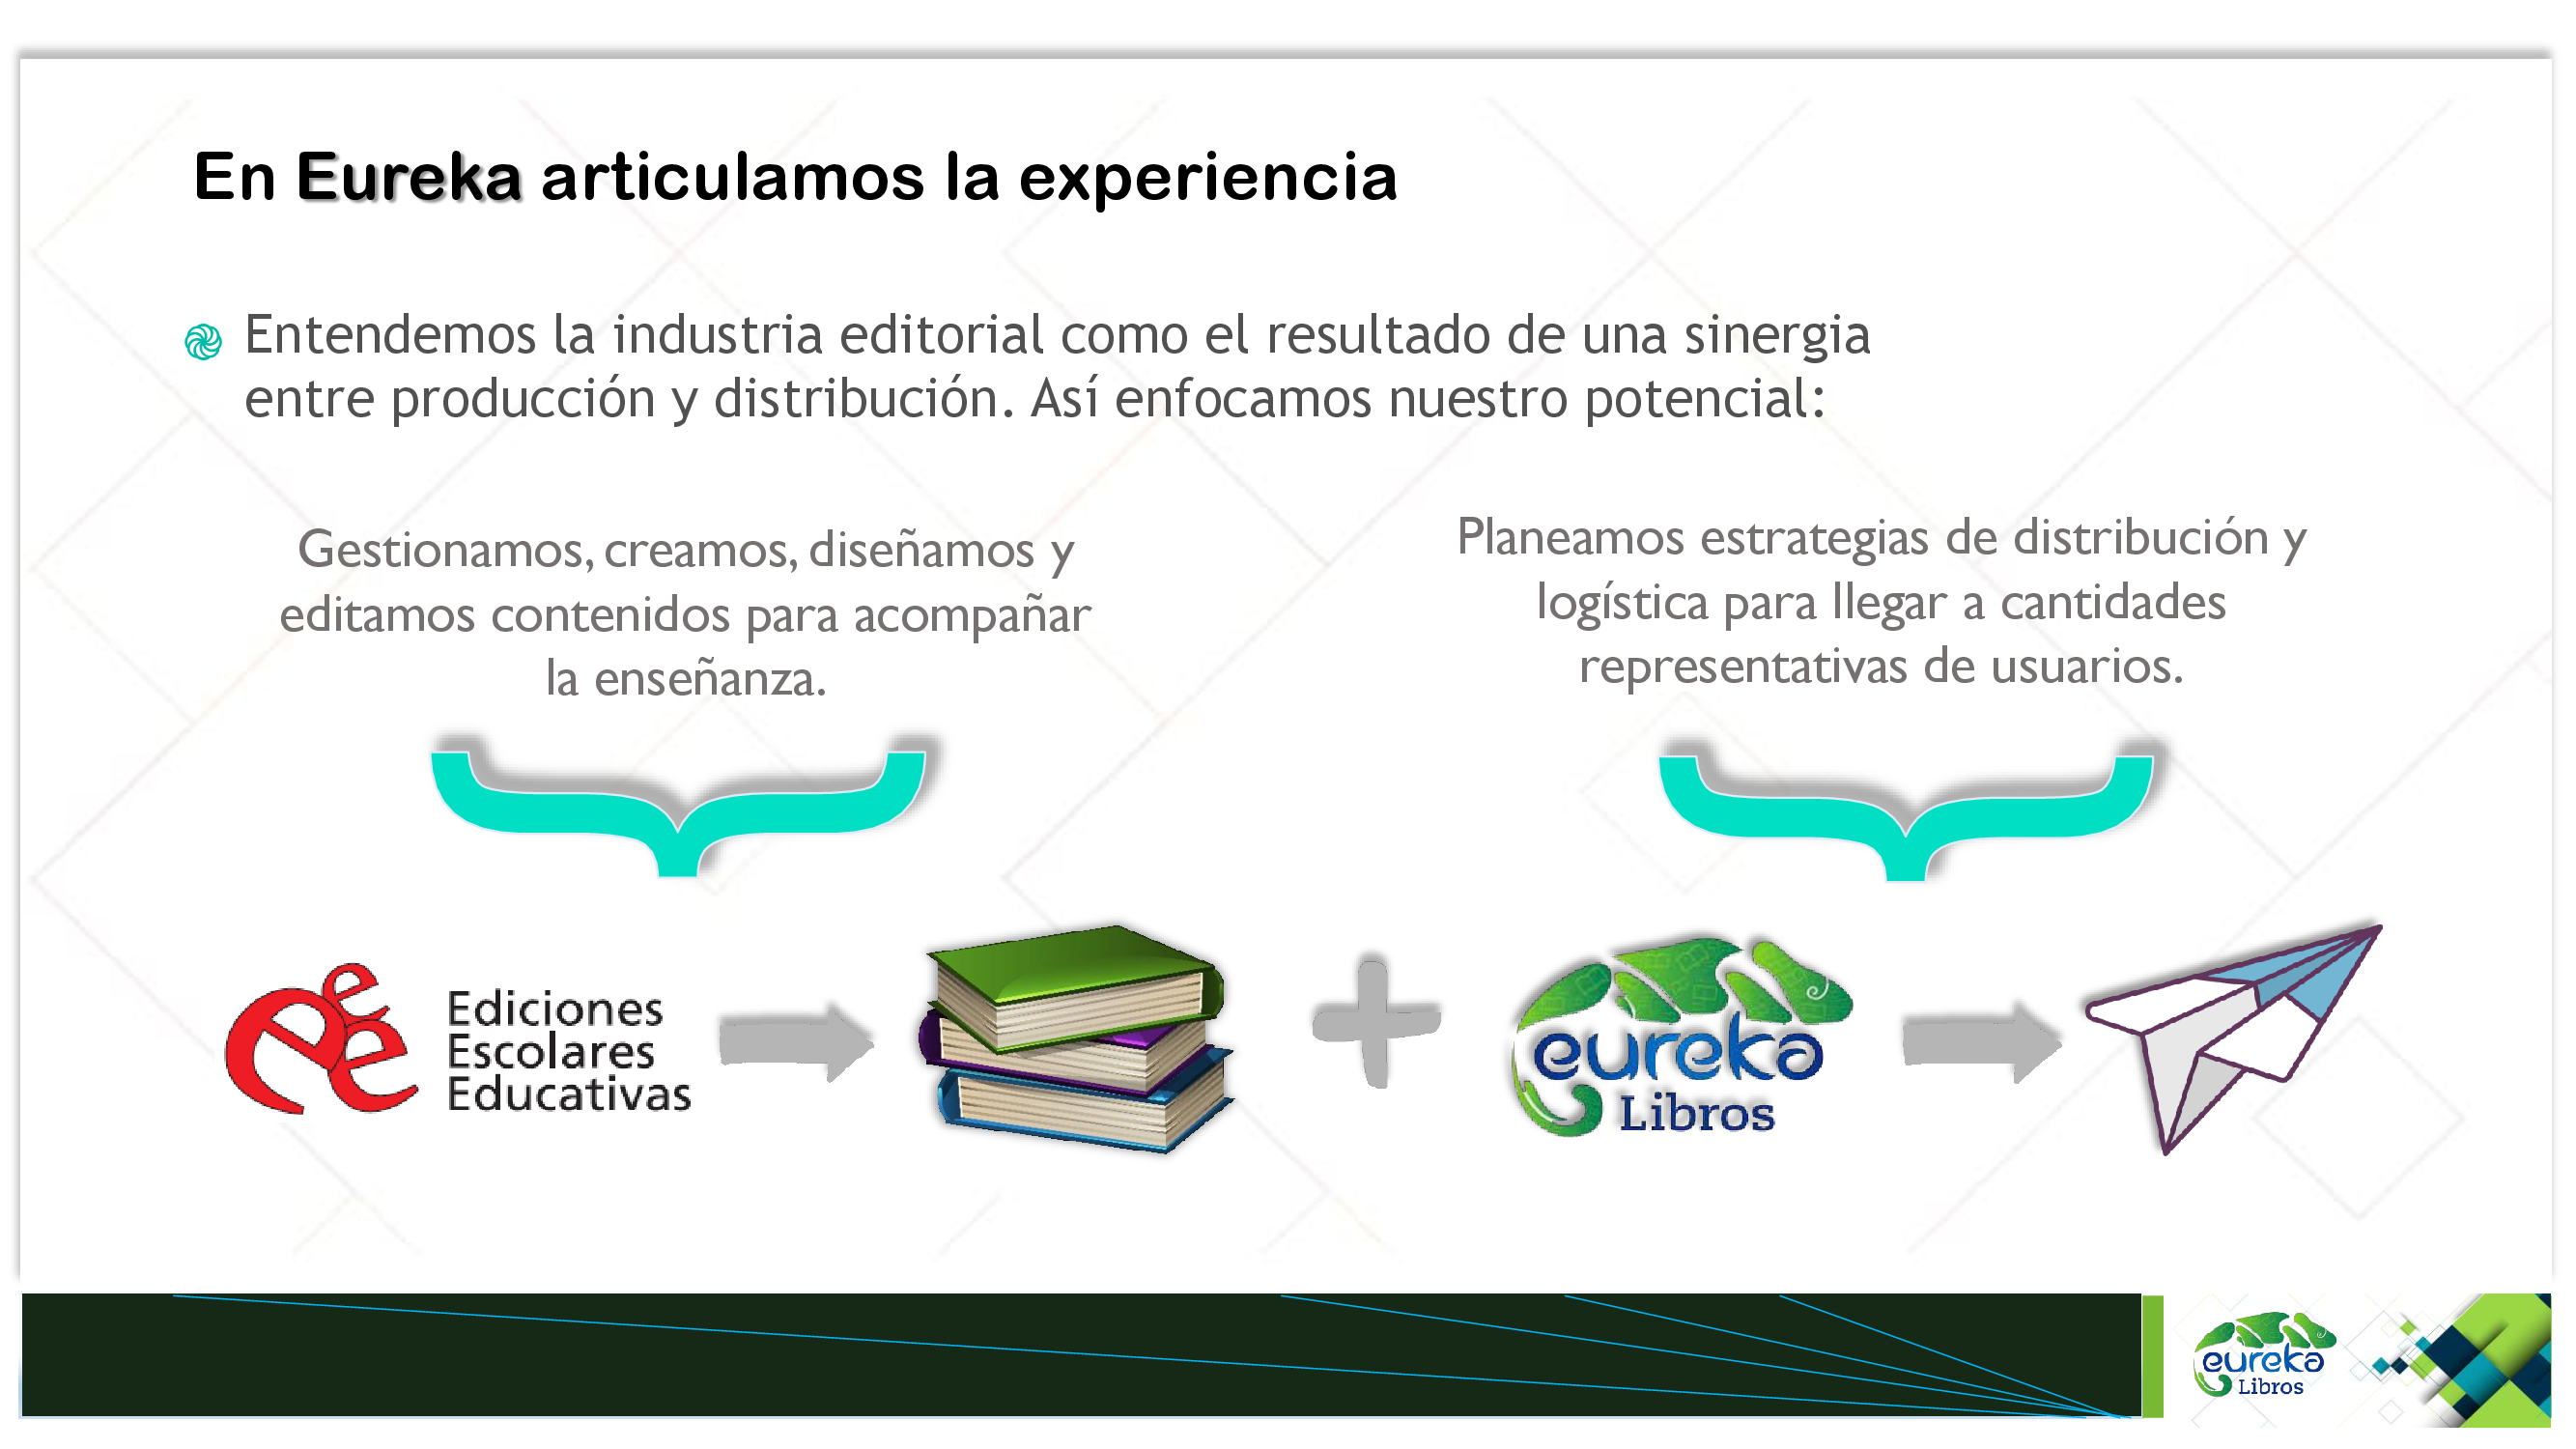 En Eureka articulamos la experiencia
Entendemos la industria editorial como el resultado de una sinergia
entre producción y distribución. Así enfocamos nuestro potencial:
Gestionamos, creamos, diseñamos y
editamos contenidos para acompañar
la enseñanza.
Planeamos estrategias de distribución y
logística para llegar a cantidades
representativas de usuarios.
eee
Ediciones
Escolares
Educativas
eureka
Libros
eureka
Libros